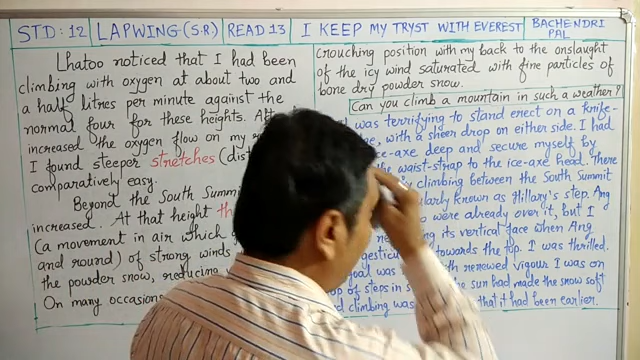 STD: 12 LAPWING (S.R.) READ 13 I KEEP MY TRYST WITH EVEREST BACHENDRI PAL
Lhatoo noticed that I had been
climbing with oxygen at about two and
a half litres per minute against the
normal four for these heights.
increased the oxygen flow on my
I found steeper stretches
comparatively easy.
Beyond the South
increased. At that height
(a movement in air which
and round) of strong winds
the powder snow, reducing
On many occasions
crouching position with my back to the onslaught
of the icy wind saturated with fine particles of
bone dry powder snow.
Can you climb a mountain in such a weather?
was terrifying to stand erect on a knife-
with a sheer drop on either side. I had
ice-axe deep and secure myself by
the waist-strap to the ice-axe head. There
climbing between the South Summit
known as Hillary's step. Ang
were already over it, but I
its vertical face when Ang
towards the top. I was thrilled.
goal was renewed vigour I was on
of steps in the sun had made the snow soft
climbing was that it had been earlier.